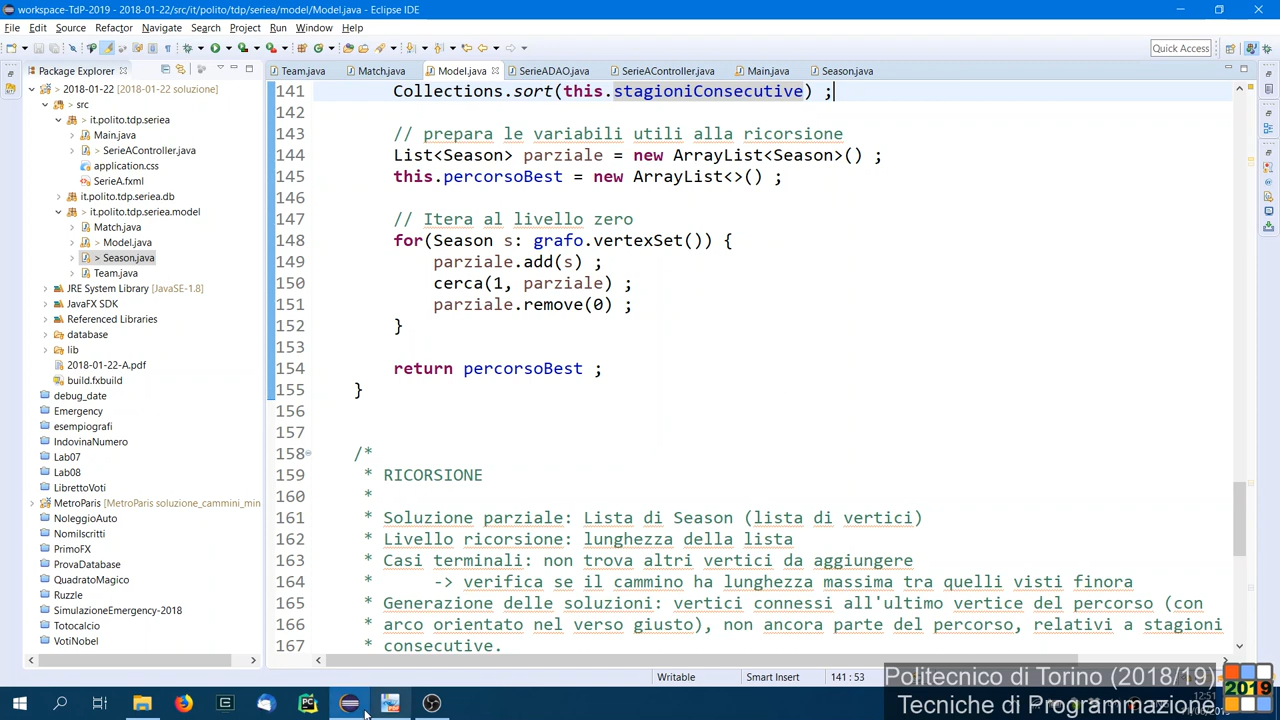 workspace-TdP-2019 - 2018-01-22/src/it/polito/tdp/seriea/model/Model.java - Eclipse IDE
File Edit Source Refactor Navigate Search Project Run Window Help
Quick Access
Package Explorer
Team.java Match.java Model.java SerieADAO.java SerieAController.java Main.java Season.java
2018-01-22 (2018-01-22 soluzione)
src
it.polito.tdp.seriea
Main.java
> SerieAController.java
application.css
SerieA.fxml
it.polito.tdp.seriea.db
it.polito.tdp.seriea.model
Match.java
> Model.java
> Season.java
Team.java
JRE System Library [JavaSE-1.8]
JavaFX SDK
Referenced Libraries
database
lib
2018-01-22-A.pdf
build.fxbuild
debug_date
Emergency
esempiografi
IndovinaNumero
Lab07
Lab08
LibrettoVoti
MetroParis [MetroParis soluzione_cammini_min
NoleggioAuto
NomiIscritti
PrimoFX
ProvaDatabase
QuadratoMagico
Ruzzle
SimulazioneEmergency-2018
Totocalcio
VotiNobel
141 Collections.sort(this.stagioniConsecutive) ;
142
143 // prepara le variabili utili alla ricorsione
144 List<Season> parziale = new ArrayList<Season>() ;
145 this.percorsoBest = new ArrayList<>() ;
146
147 // Itera al livello zero
148 for(Season s: grafo.vertexSet()) {
149 parziale.add(s) ;
150 cerca(1, parziale) ;
151 parziale.remove(0) ;
152 }
153
154 return percorsoBest ;
155 }
156
157
158 /*
159 * RICORSIONE
160 *
161 * Soluzione parziale: Lista di Season (lista di vertici)
162 * Livello ricorsione: lunghezza della lista
163 * Casi terminali: non trova altri vertici da aggiungere
164 * -> verifica se il cammino ha lunghezza massima tra quelli visti finora
165 * Generazione delle soluzioni: vertici connessi all'ultimo vertice del percorso (con
166 * arco orientato nel verso giusto), non ancora parte del percorso, relativi a stagioni
167 * consecutive.
Writable Smart Insert 141 : 53
Politecnico di Torino (2018/19)
Tecniche di Programmazione
2019
12:51